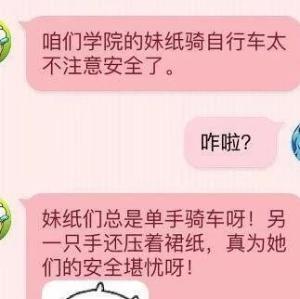 咱们学院的妹纸骑自行车太
不注意安全了。
咋啦？
妹纸们总是单手骑车呀！另
一只手还压着裙纸，真为她
们的安全堪忧呀！